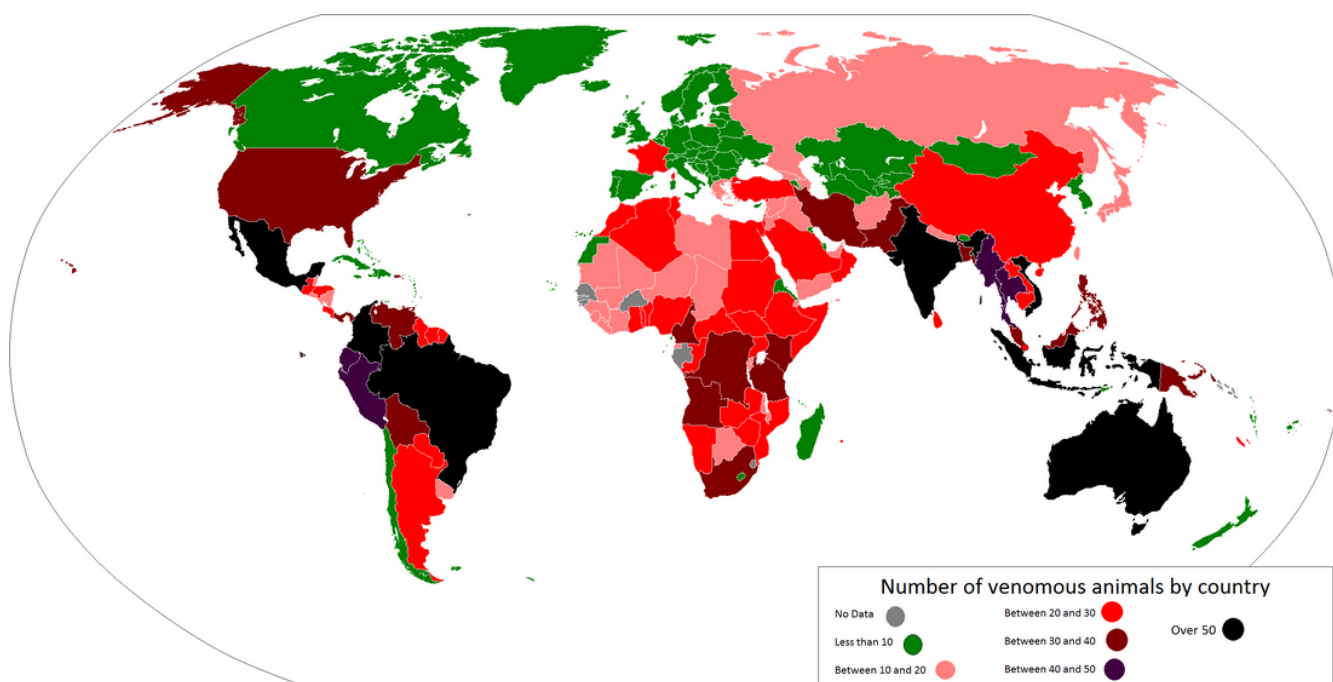 Number of venomous animals by country
No Data
Less than 10
Between 10 and 20
Between 20 and 30
Between 30 and 40
Between 40 and 50
Over 50